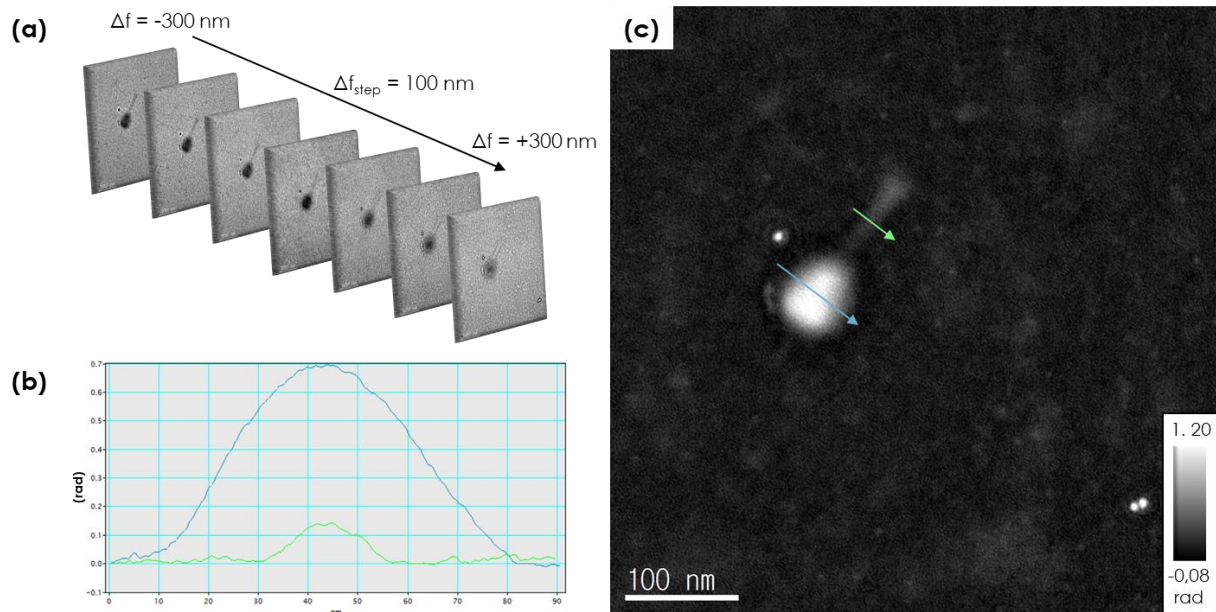 (a)
Δf = -300 nm
Δf_step = 100 nm
Δf = +300 nm
(b)
(rad)
0.7
0.6
0.5
0.4
0.3
0.2
0.1
0.0
-0.1
0 10 20 30 40 50 60 70 80 90
(c)
100 nm
1. 20
-0,08
rad